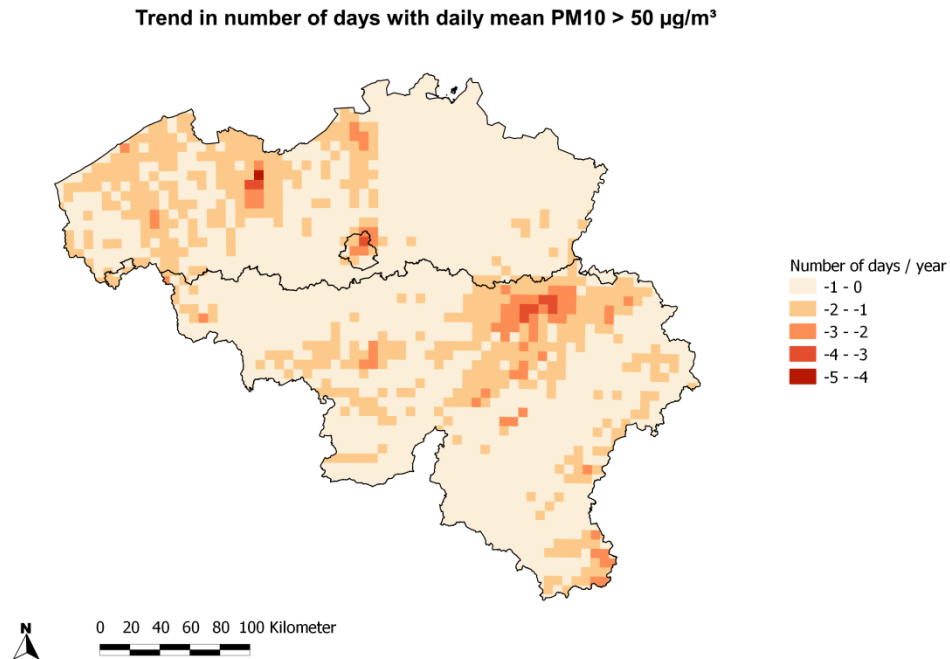 Trend in number of days with daily mean PM10 > 50 µg/m³
Number of days / year
-1 - 0
-2 - -1
-3 - -2
-4 - -3
-5 - -4
N
0 20 40 60 80 100 Kilometer